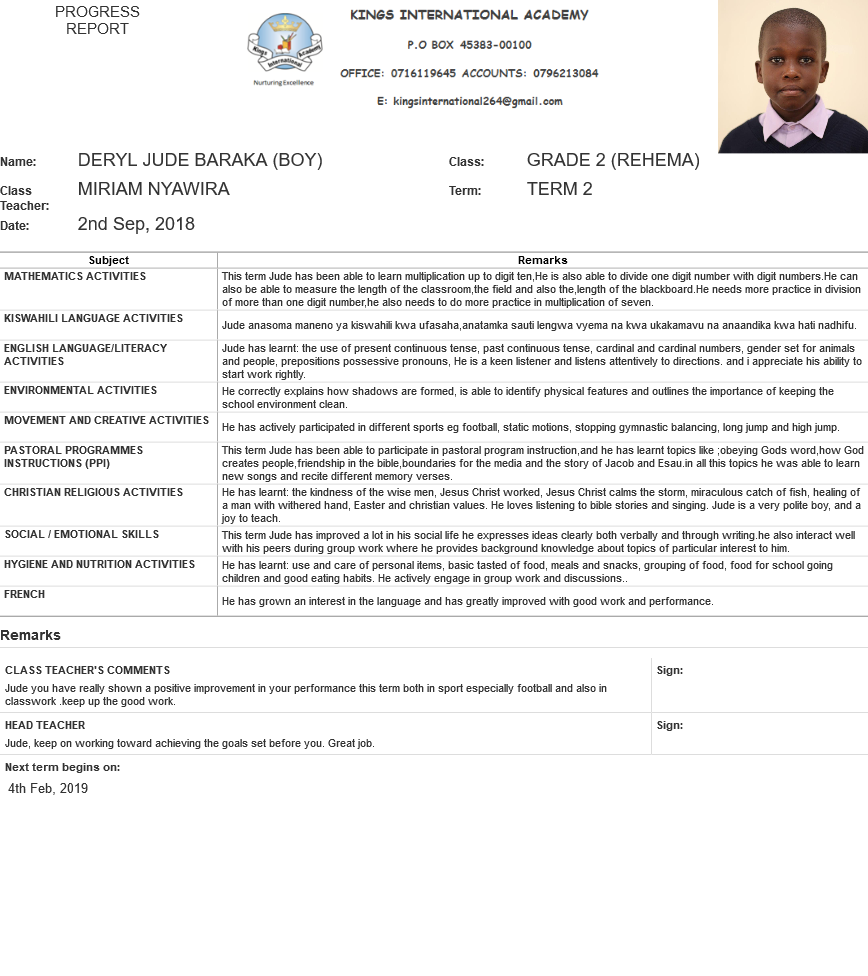 PROGRESS
REPORT
Kings Academy
International
Nurturing Excellence
KINGS INTERNATIONAL ACADEMY
P.O BOX 45383-00100
OFFICE: 0716119645 ACCOUNTS: 0796213084
E: kingsinternational264@gmail.com
Name: DERYL JUDE BARAKA (BOY) Class: GRADE 2 (REHEMA)
Class Teacher: MIRIAM NYAWIRA Term: TERM 2
Date: 2nd Sep, 2018
Subject Remarks
MATHEMATICS ACTIVITIES
This term Jude has been able to learn multiplication up to digit ten,He is also able to divide one digit number with digit numbers.He can
also be able to measure the length of the classroom,the field and also the,length of the blackboard.He needs more practice in division
of more than one digit number,he also needs to do more practice in multiplication of seven.
KISWAHILI LANGUAGE ACTIVITIES
Jude anasoma maneno ya kiswahili kwa ufasaha,anatamka sauti lengwa vyema na kwa ukakamavu na anaandika kwa hati nadhifu.
ENGLISH LANGUAGE/LITERACY
ACTIVITIES
Jude has learnt: the use of present continuous tense, past continuous tense, cardinal and cardinal numbers, gender set for animals
and people, prepositions possessive pronouns, He is a keen listener and listens attentively to directions. and i appreciate his ability to
start work rightly.
ENVIRONMENTAL ACTIVITIES
He correctly explains how shadows are formed, is able to identify physical features and outlines the importance of keeping the
school environment clean.
MOVEMENT AND CREATIVE ACTIVITIES
He has actively participated in different sports eg football, static motions, stopping gymnastic balancing, long jump and high jump.
PASTORAL PROGRAMMES
INSTRUCTIONS (PPI)
This term Jude has been able to participate in pastoral program instruction,and he has learnt topics like ;obeying Gods word,how God
creates people,friendship in the bible,boundaries for the media and the story of Jacob and Esau.in all this topics he was able to learn
new songs and recite different memory verses.
CHRISTIAN RELIGIOUS ACTIVITIES
He has learnt: the kindness of the wise men, Jesus Christ worked, Jesus Christ calms the storm, miraculous catch of fish, healing of
a man with withered hand, Easter and christian values. He loves listening to bible stories and singing. Jude is a very polite boy, and a
joy to teach.
SOCIAL / EMOTIONAL SKILLS
This term Jude has improved a lot in his social life he expresses ideas clearly both verbally and through writing.he also interact well
with his peers during group work where he provides background knowledge about topics of particular interest to him.
HYGIENE AND NUTRITION ACTIVITIES
He has learnt: use and care of personal items, basic tasted of food, meals and snacks, grouping of food, food for school going
children and good eating habits. He actively engage in group work and discussions..
FRENCH
He has grown an interest in the language and has greatly improved with good work and performance.
Remarks
CLASS TEACHER'S COMMENTS
Jude you have really shown a positive improvement in your performance this term both in sport especially football and also in
classwork .keep up the good work.
Sign:
HEAD TEACHER
Jude, keep on working toward achieving the goals set before you. Great job.
Sign:
Next term begins on:
4th Feb, 2019